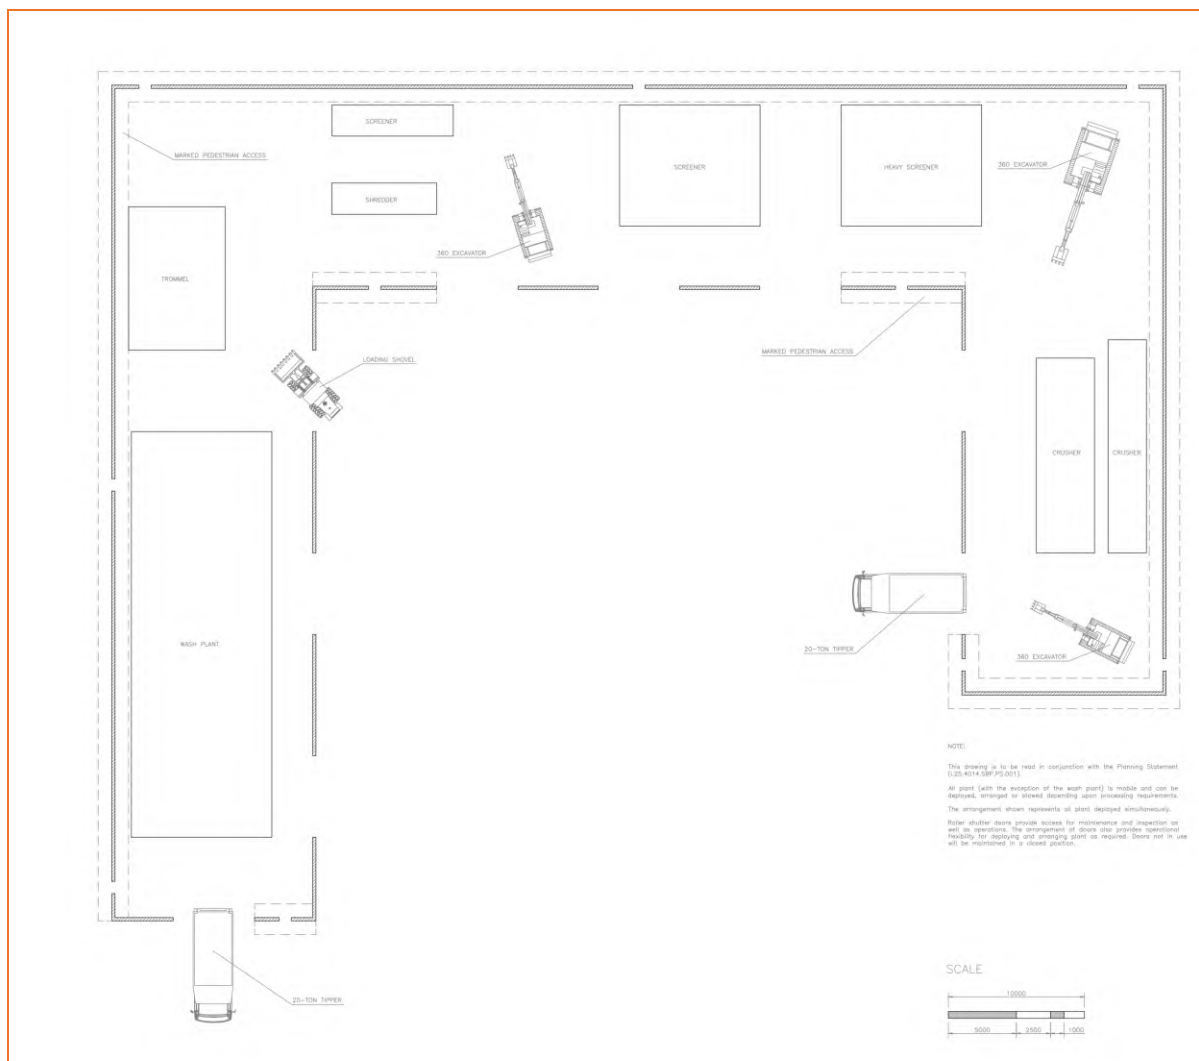 SCREENER
MARKED PEDESTRIAN ACCESS
SCREENER
HEAVY SCREENER
360 EXCAVATOR
SHREDDER
360 EXCAVATOR
TROMMEL
MARKED PEDESTRIAN ACCESS
LOADING SHOVEL
CRUSHER
CRUSHER
WASH PLANT
20-TON TIPPER
360 EXCAVATOR
NOTE:
This drawing is to be read in conjunction with the Planning Statement
All plant (with the exception of the wash plant) is mobile and can be
deployed, arranged or stowed depending upon processing requirements.
The arrangement shown represents all plant deployed simultaneously.
Roller shutter doors provide access for maintenance and inspection as
well as operations. The arrangement of doors also provides operational
flexibility for deploying and arranging plant as required. Doors not in use
will be maintained in a closed position.
20-TON TIPPER
SCALE
10000
5000 2500 1000